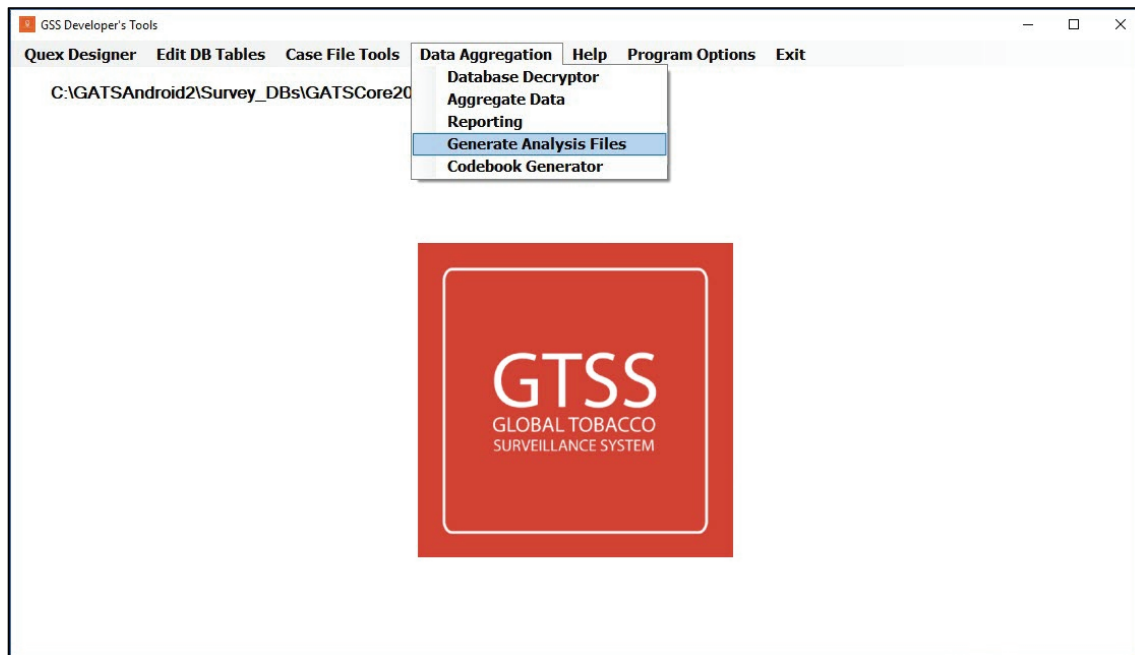 GSS Developer's Tools
Quex Designer Edit DB Tables Case File Tools Data Aggregation Help Program Options Exit
Database Decryptor
C:\GATSAndroid2\Survey_DBs\GATSCore20
Aggregate Data
Reporting
Generate Analysis Files
Codebook Generator
GTSS
GLOBAL TOBACCO
SURVEILLANCE SYSTEM